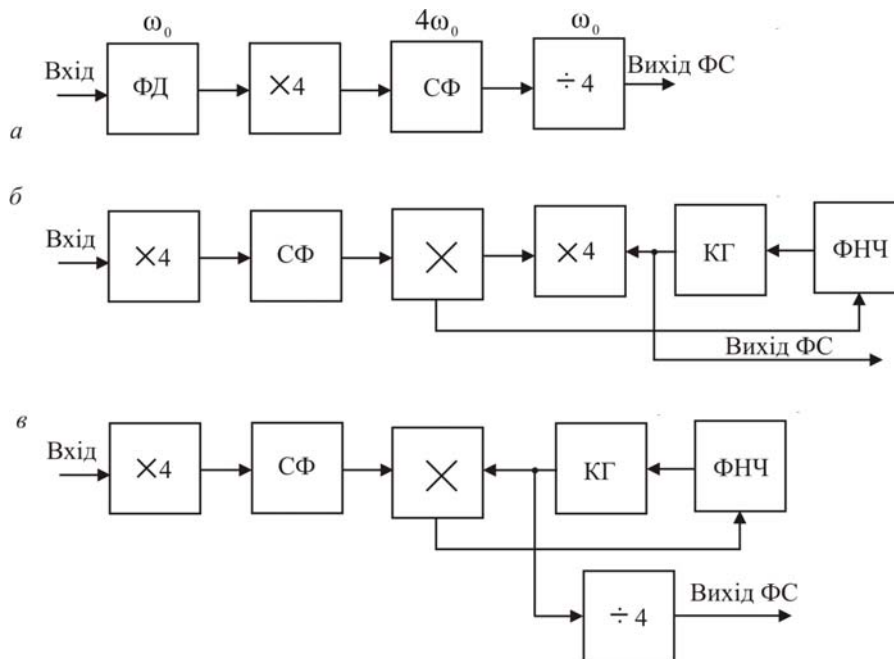 ω₀ 4ω₀ ω₀
Вхід ФД ×4 СФ ÷4 Вихід ФС
а
б
Вхід ×4 СФ × ×4 КГ ФНЧ
Вихід ФС
в
Вхід ×4 СФ × КГ ФНЧ
÷4 Вихід ФС